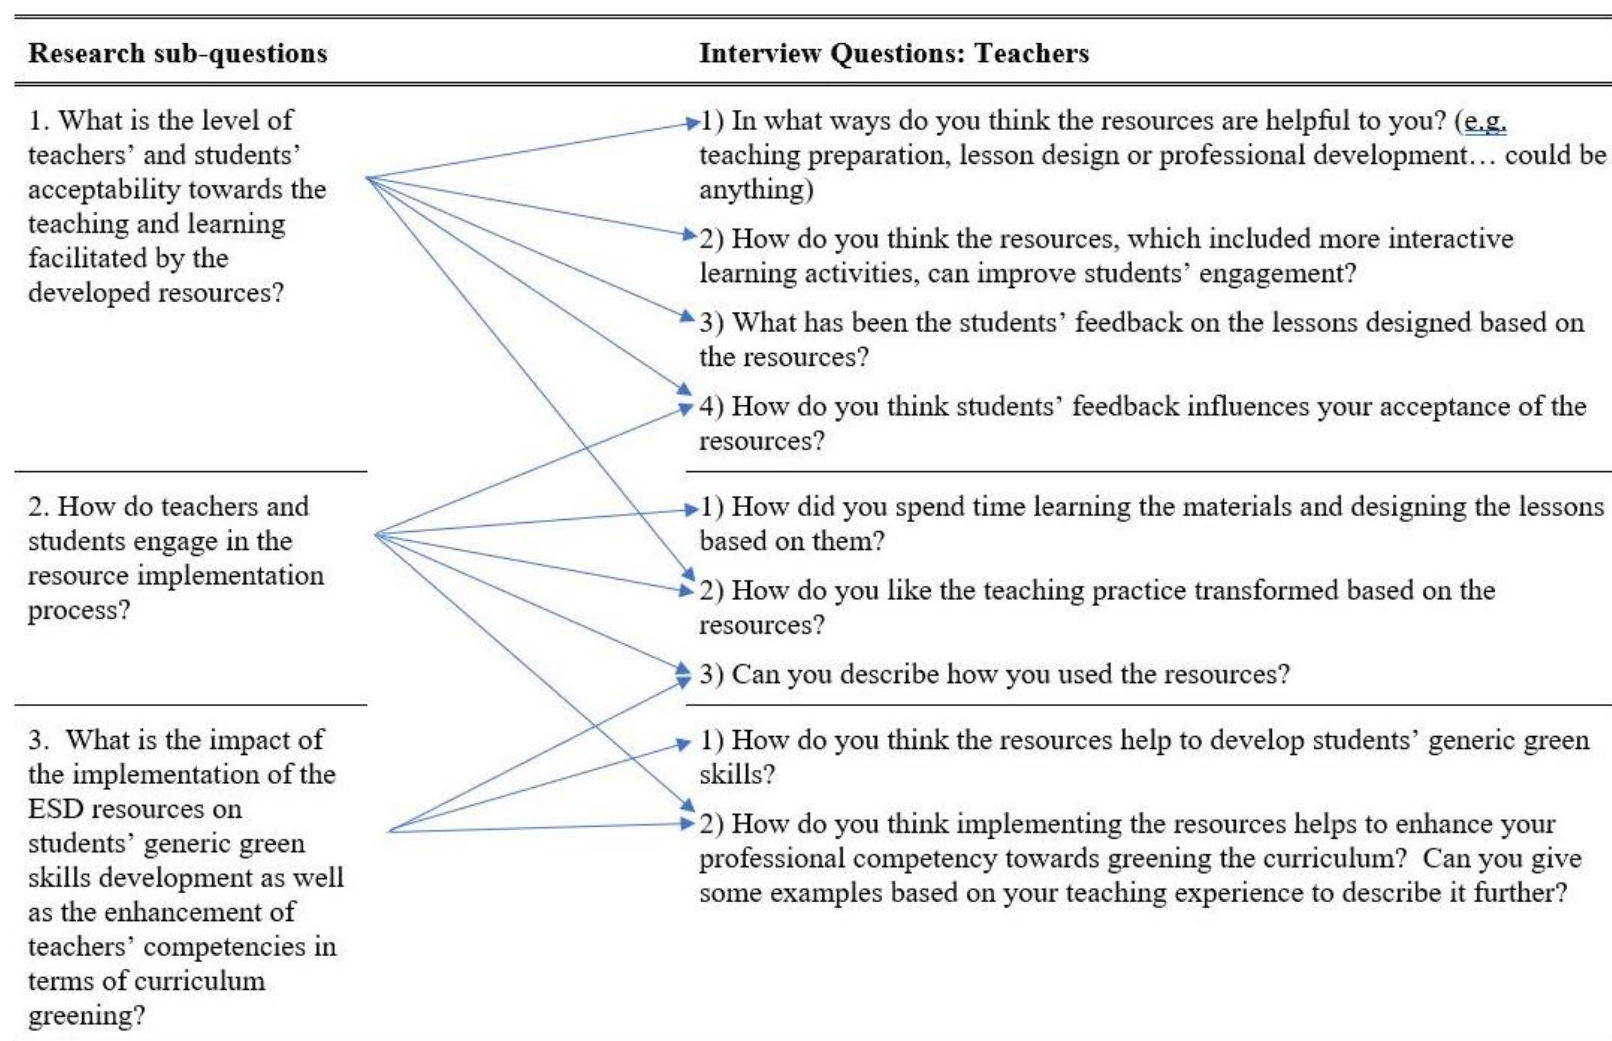 Research sub-questions
Interview Questions: Teachers
1. What is the level of
teachers’ and students’
acceptability towards the
teaching and learning
facilitated by the
developed resources?
1) In what ways do you think the resources are helpful to you? (e.g.
teaching preparation, lesson design or professional development… could be
anything)
2) How do you think the resources, which included more interactive
learning activities, can improve students’ engagement?
3) What has been the students’ feedback on the lessons designed based on
the resources?
4) How do you think students’ feedback influences your acceptance of the
resources?
2. How do teachers and
students engage in the
resource implementation
process?
1) How did you spend time learning the materials and designing the lessons
based on them?
2) How do you like the teaching practice transformed based on the
resources?
3) Can you describe how you used the resources?
3.  What is the impact of
the implementation of the
ESD resources on
students’ generic green
skills development as well
as the enhancement of
teachers’ competencies in
terms of curriculum
greening?
1) How do you think the resources help to develop students’ generic green
skills?
2) How do you think implementing the resources helps to enhance your
professional competency towards greening the curriculum?  Can you give
some examples based on your teaching experience to describe it further?